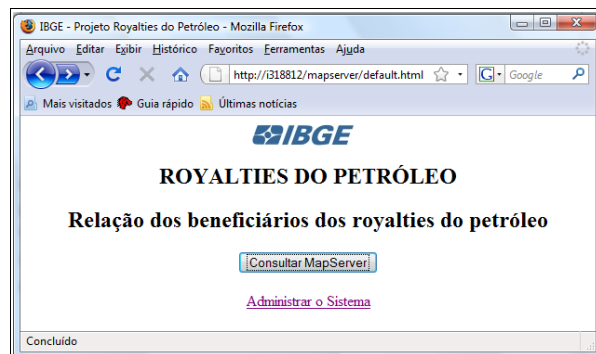 IBGE - Projeto Royalties do Petróleo - Mozilla Firefox
Arquivo Editar Exibir Histórico Favoritos Ferramentas Ajuda
http://i318812/mapserver/default.html G Google
Mais visitados Guia rápido Últimas notícias
IBGE
ROYALTIES DO PETRÓLEO
Relação dos beneficiários dos royalties do petróleo
Consultar MapServer
Administrar o Sistema
Concluído